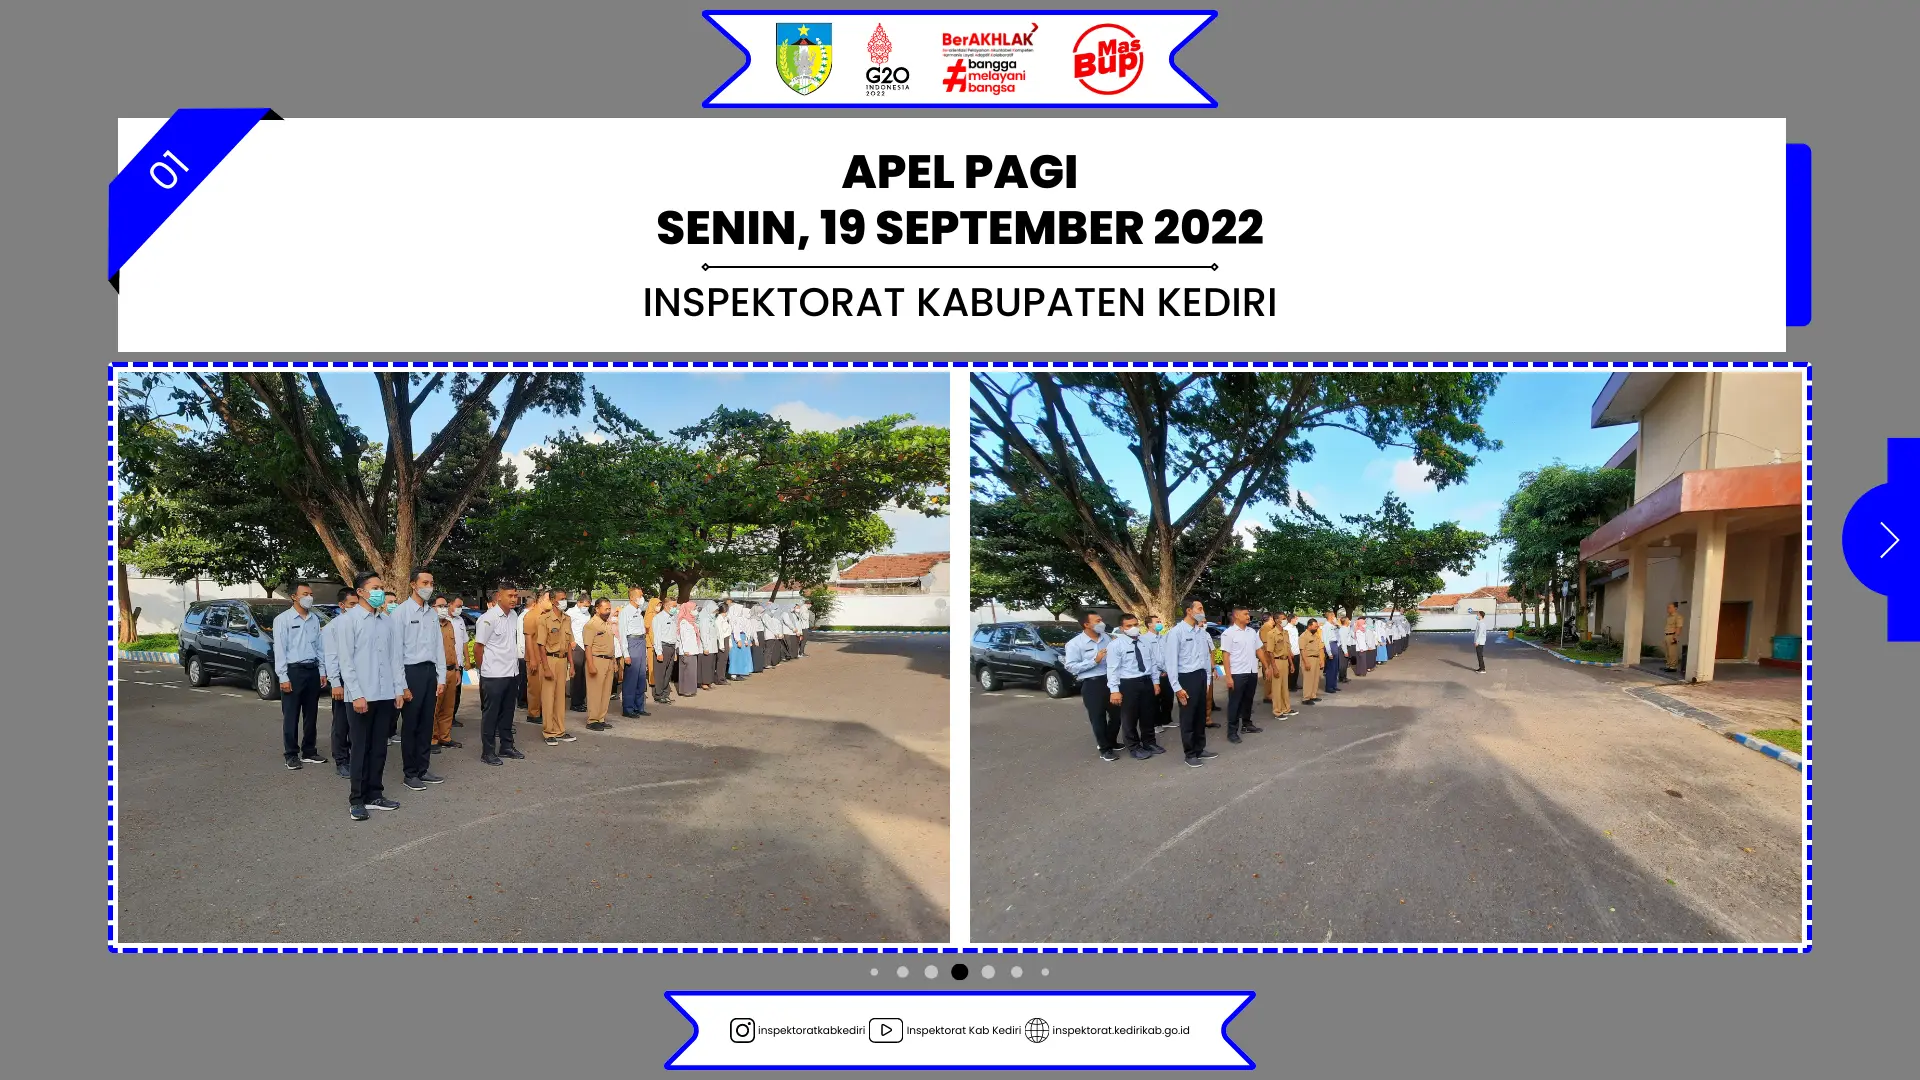 G20
INDONESIA
2022
BerAKHLAK
#bangga
melayani
bangsa
Mas
Bup
01
APEL PAGI
SENIN, 19 SEPTEMBER 2022
INSPEKTORAT KABUPATEN KEDIRI
inspektoratkabkediri
Inspektorat Kab Kediri
inspektorat.kedirikab.go.id